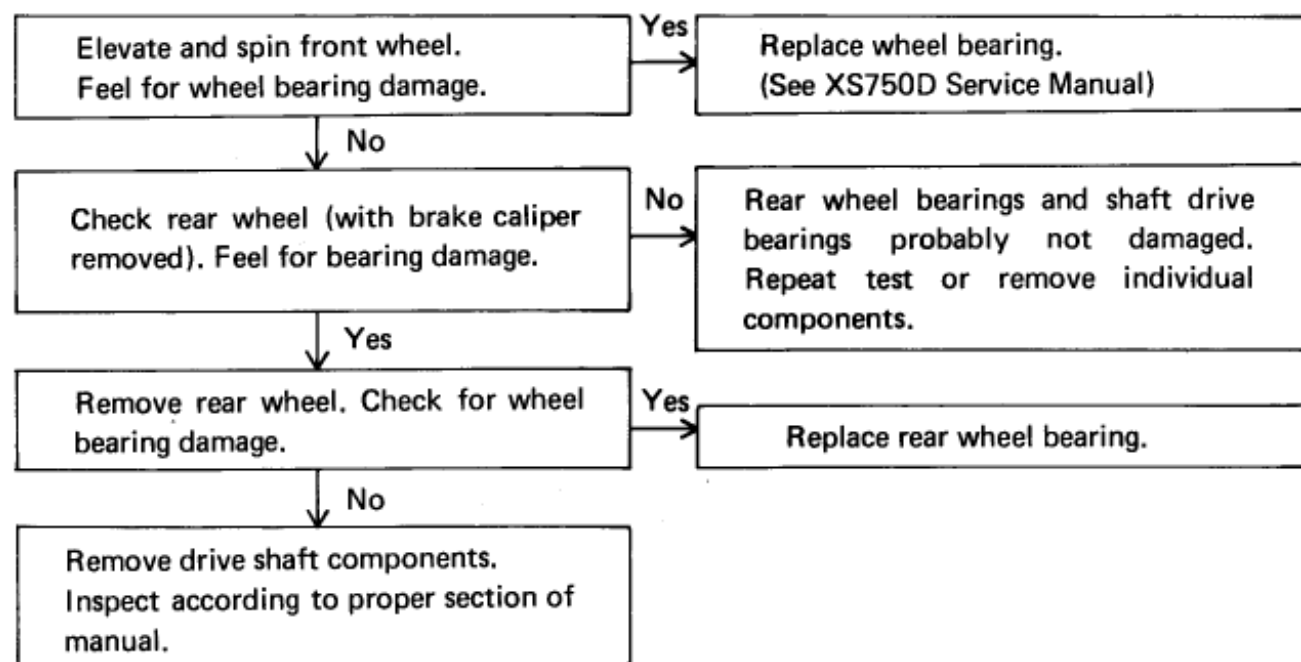 Elevate and spin front wheel.
Feel for wheel bearing damage.
Yes
Replace wheel bearing.
(See XS750D Service Manual)
No
Check rear wheel (with brake caliper
removed). Feel for bearing damage.
No
Rear wheel bearings and shaft drive
bearings probably not damaged.
Repeat test or remove individual
components.
Yes
Remove rear wheel. Check for wheel
bearing damage.
Yes
Replace rear wheel bearing.
No
Remove drive shaft components.
Inspect according to proper section of
manual.